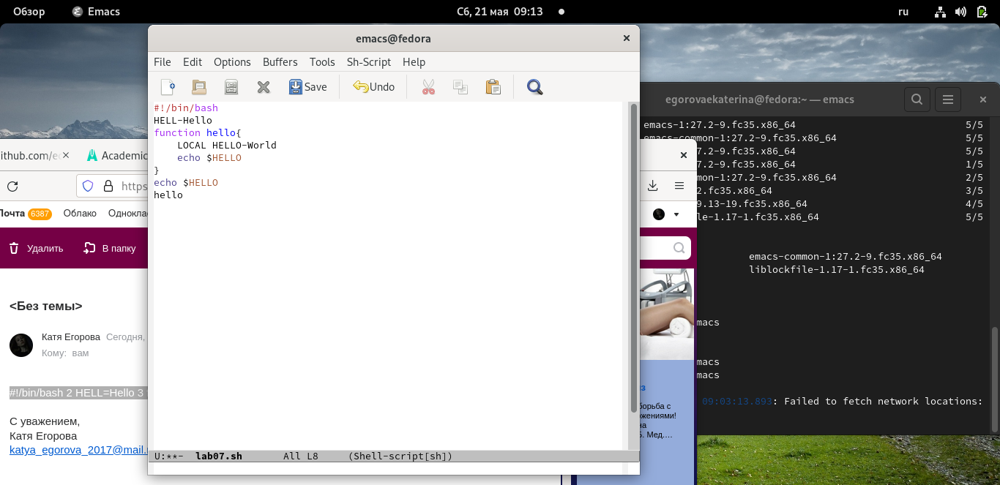 Обзор
Emacs
Сб, 21 мая 09:13
ru
emacs@fedora
File Edit Options Buffers Tools Sh-Script Help
Save Undo
#!/bin/bash
HELL-Hello
function hello{
LOCAL HELLO-World
echo $HELLO
}
echo $HELLO
hello
U:**- lab07.sh All L8 (Shell-script[sh])
egorovaekaterina@fedora:~ — emacs
emacs-1:27.2-9.fc35.x86_64 5/5
emacs-common-1:27.2-9.fc35.x86_64 5/5
7.2-9.fc35.x86_64 5/5
7.2-9.fc35.x86_64 1/5
mon-1:27.2-9.fc35.x86_64 2/5
2.fc35.x86_64 3/5
9.13-19.fc35.x86_64 4/5
le-1.17-1.fc35.x86_64 5/5
emacs-common-1:27.2-9.fc35.x86_64
liblockfile-1.17-1.fc35.x86_64
macs
macs
macs
09:03:13.893: Failed to fetch network locations:
ithub.com/e
Academic
https
Почта 6387 Облако Однокла
Удалить В папку
<Без темы>
Катя Егорова Сегодня,
Кому: вам
#!/bin/bash 2 HELL=Hello 3
С уважением,
Катя Егорова
katya_egorova_2017@mail.
борьба с
ожениями!
на
Мед....